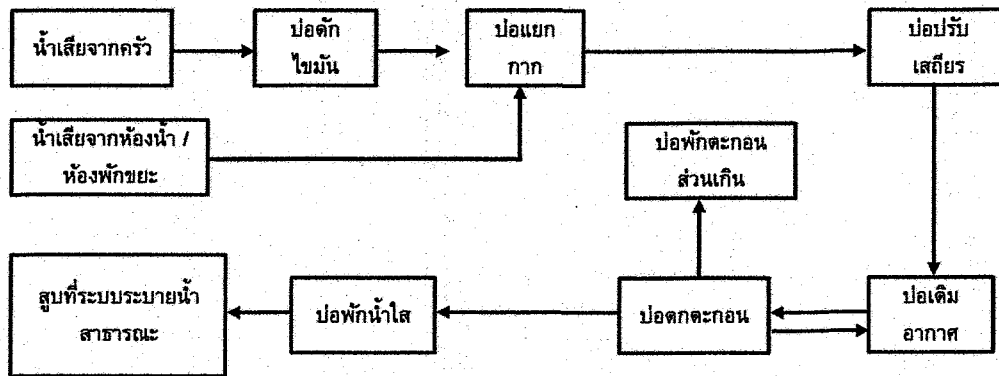 น้ำเสียจากครัว
บ่อดัก
ไขมัน
บ่อแยก
กาก
บ่อปรับ
เสถียร
น้ำเสียจากห้องน้ำ /
ห้องพักขยะ
บ่อพักตะกอน
ส่วนเกิน
สูบที่ระบบระบายน้ำ
สาธารณะ
บ่อพักน้ำใส
บ่อตกตะกอน
บ่อเติม
อากาศ